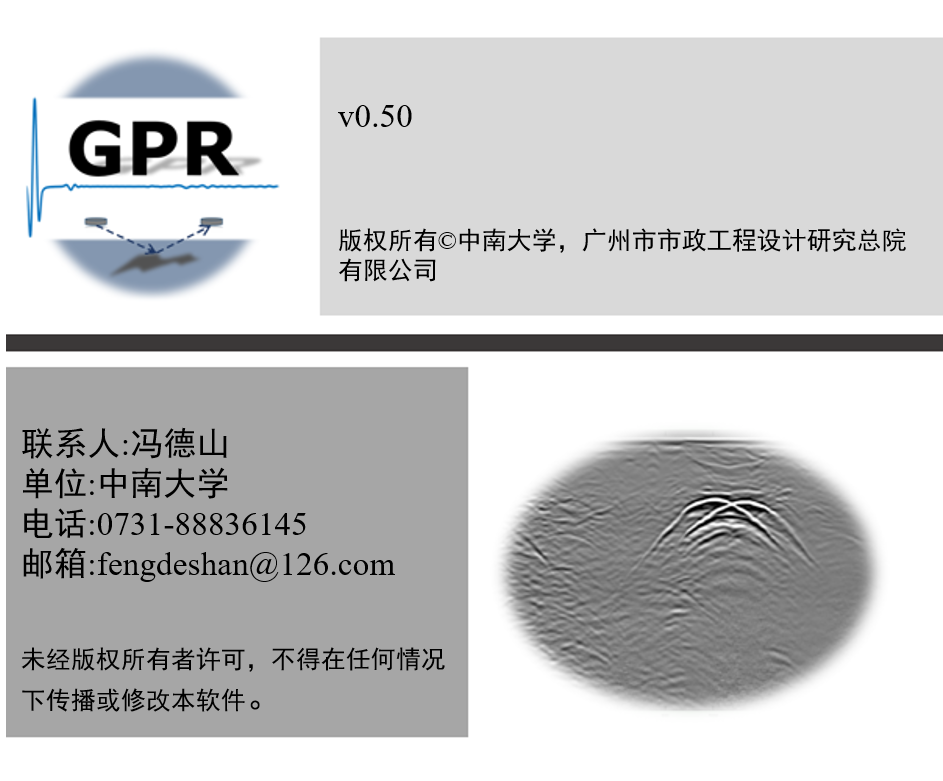 GPR
v0.50
版权所有©中南大学，广州市市政工程设计研究总院
有限公司
联系人:冯德山
单位:中南大学
电话:0731-88836145
邮箱:fengdeshan@126.com
未经版权所有者许可，不得在任何情况
下传播或修改本软件。